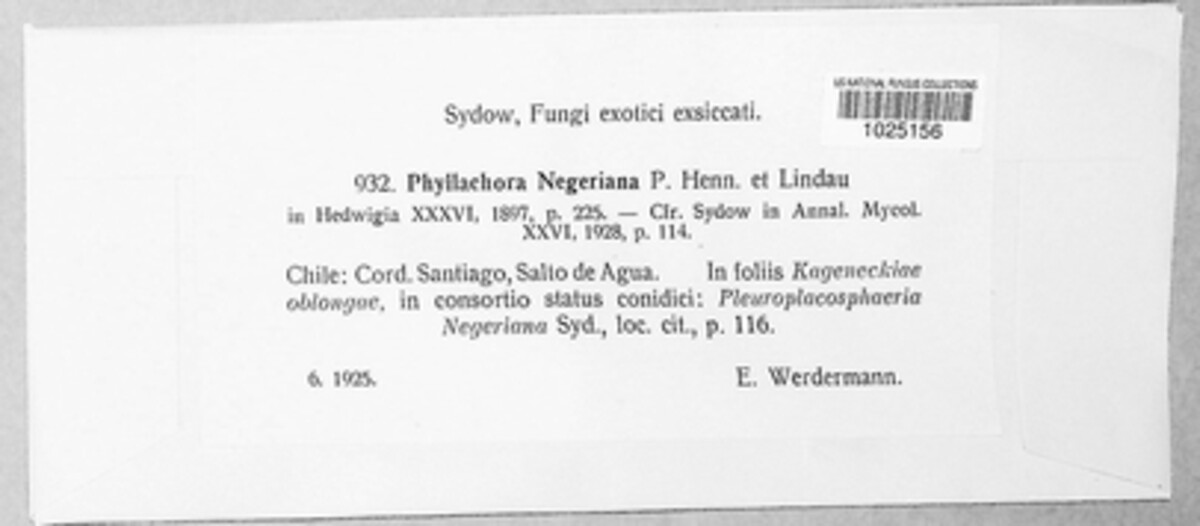 US NATIONAL FUNGUS COLLECTIONS
1025156
Sydow, Fungi exotici exsiccati.
932. Phyllachora Negeriana P. Henn. et Lindau
in Hedwigia XXXVI, 1897, p. 225. — Cfr. Sydow in Annal. Mycol.
XXVI, 1928, p. 114.
Chile: Cord. Santiago, Salto de Agua. In foliis Kageneckiae
oblongae, in consortio status conidici: Pleuroplacosphaeria
Negeriana Syd., loc. cit., p. 116.
6. 1925. E. Werdermann.